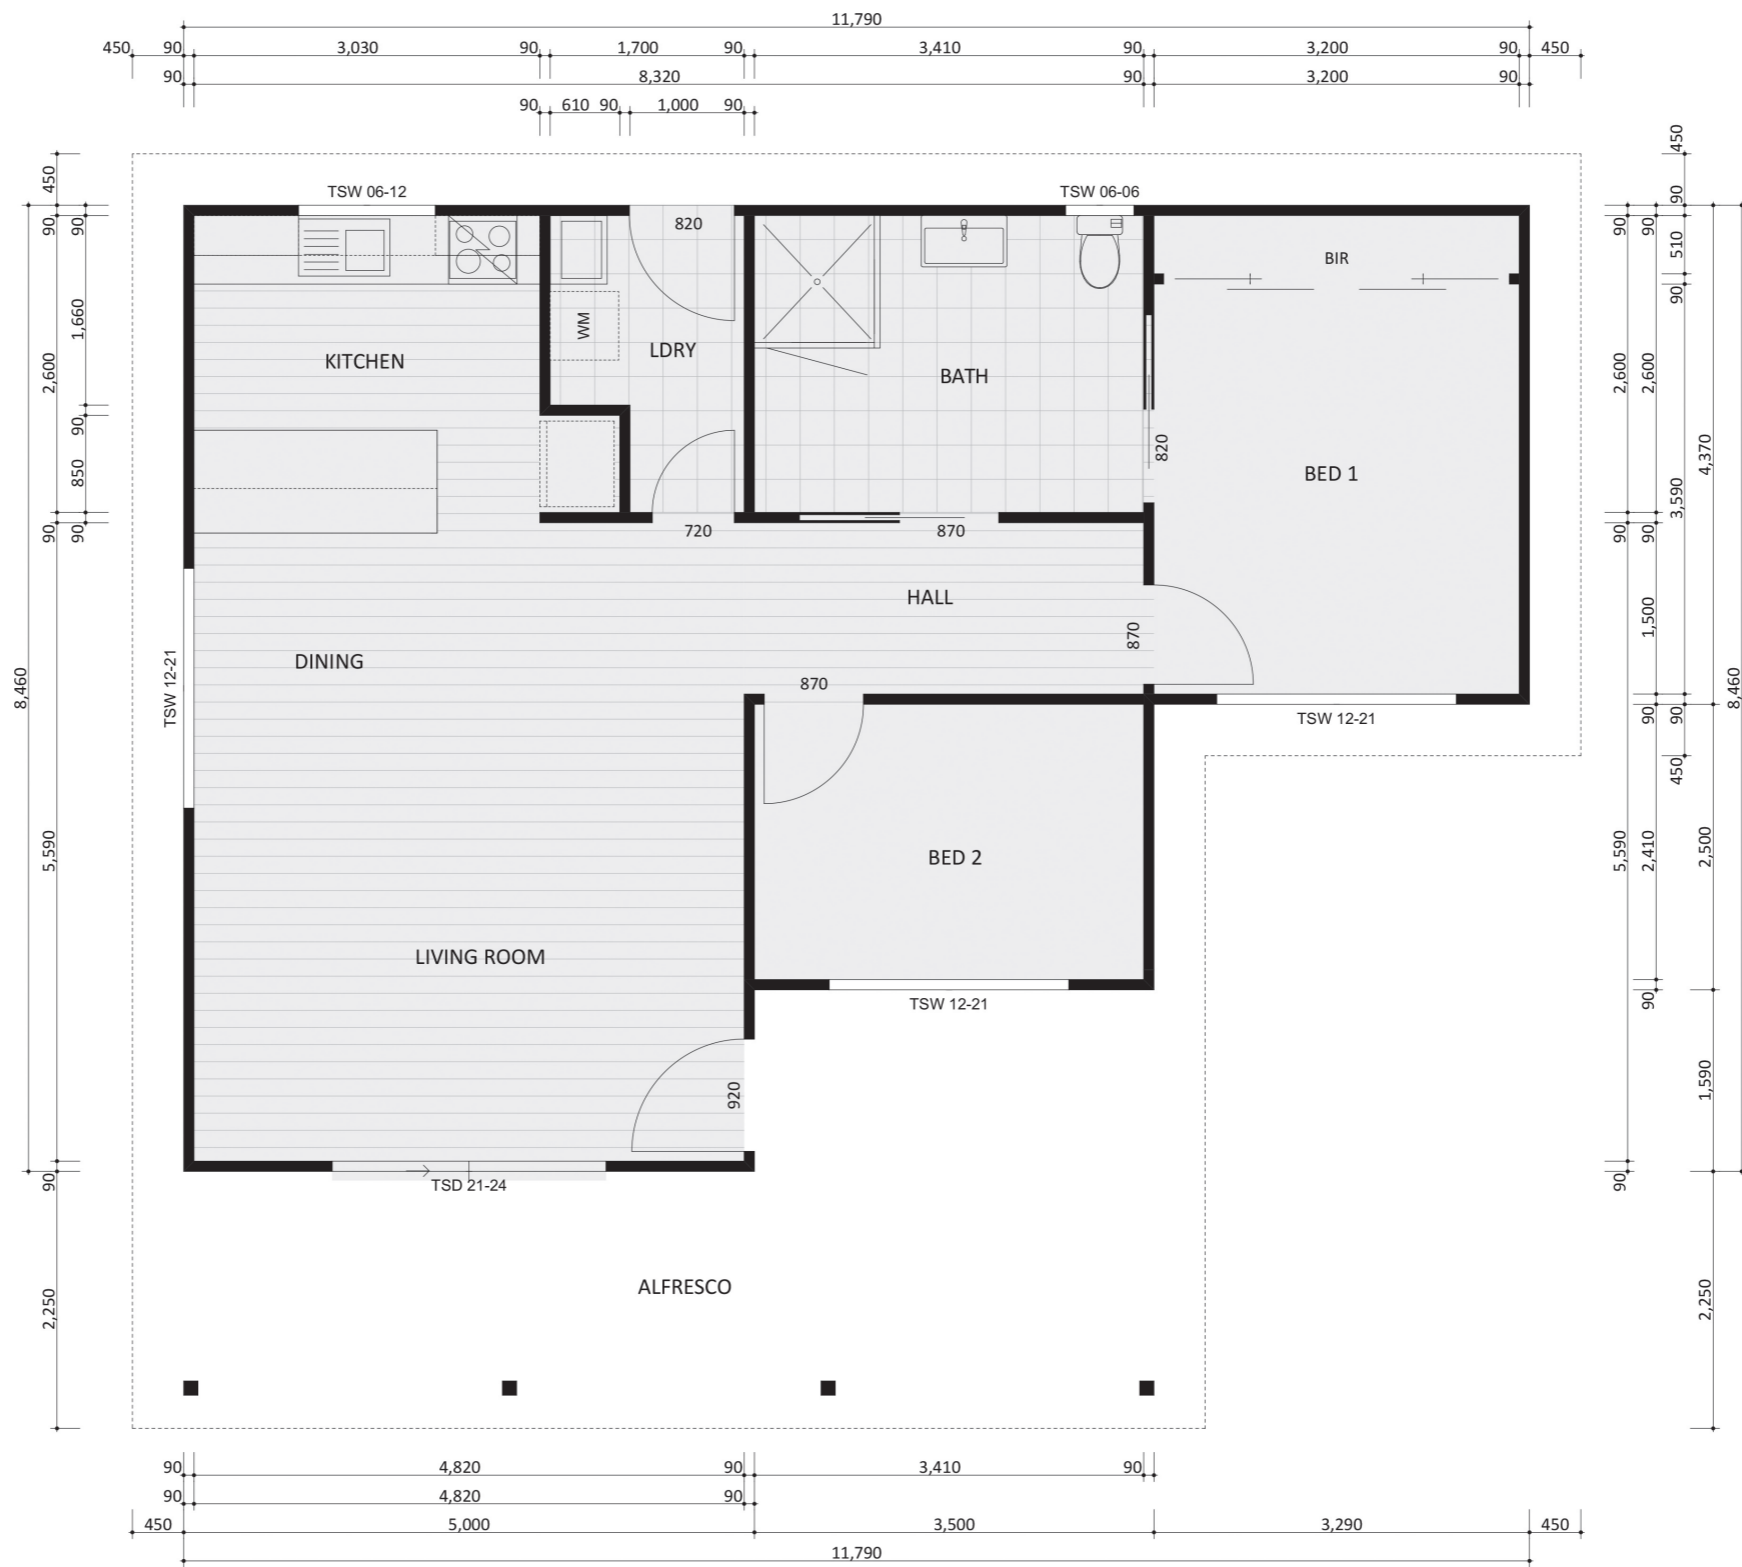 11,790
450 90 3,030 90 1,700 90 3,410 90 3,200 90 450
90 8,320 90 3,200 90
90 610 90 1,000 90
TSW 06-12
TSW 06-06
820
BIR
WM
LDRY
KITCHEN
BATH
820
BED 1
720
870
HALL
870
DINING
870
TSW 12-21
TSW 12-21
BED 2
LIVING ROOM
TSW 12-21
920
TSD 21-24
ALFRESCO
8,460
450
90
2,600
90
5,590
90
2,250
90
1,660
90
850
90
90
2,600
90
5,590
90
90
2,600
90
1,500
90
2,410
90
450
90
510
90
3,590
90
450
4,370
2,500
1,590
2,250
8,460
90 4,820 90 3,410 90
90 4,820 90
450 5,000 3,500 3,290 450
11,790